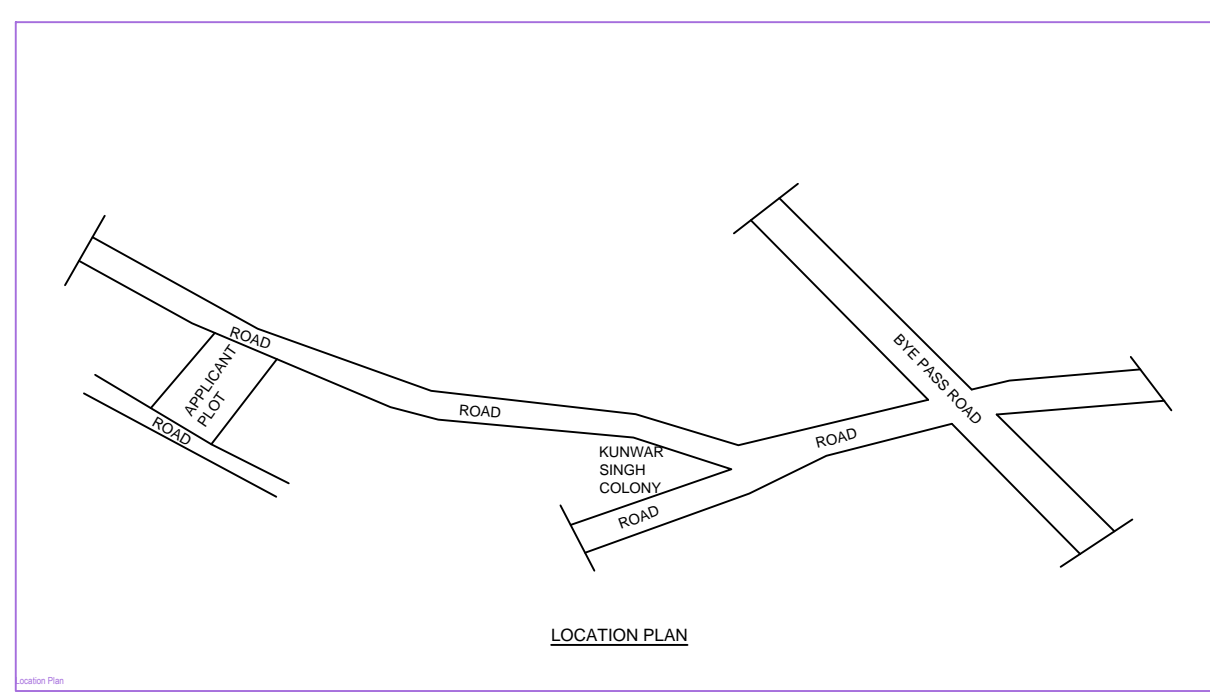 ROAD
APPLICANT
PLOT
ROAD
ROAD
KUNWAR
SINGH
COLONY
ROAD
ROAD
BYE PASS ROAD
LOCATION PLAN
Location Plan